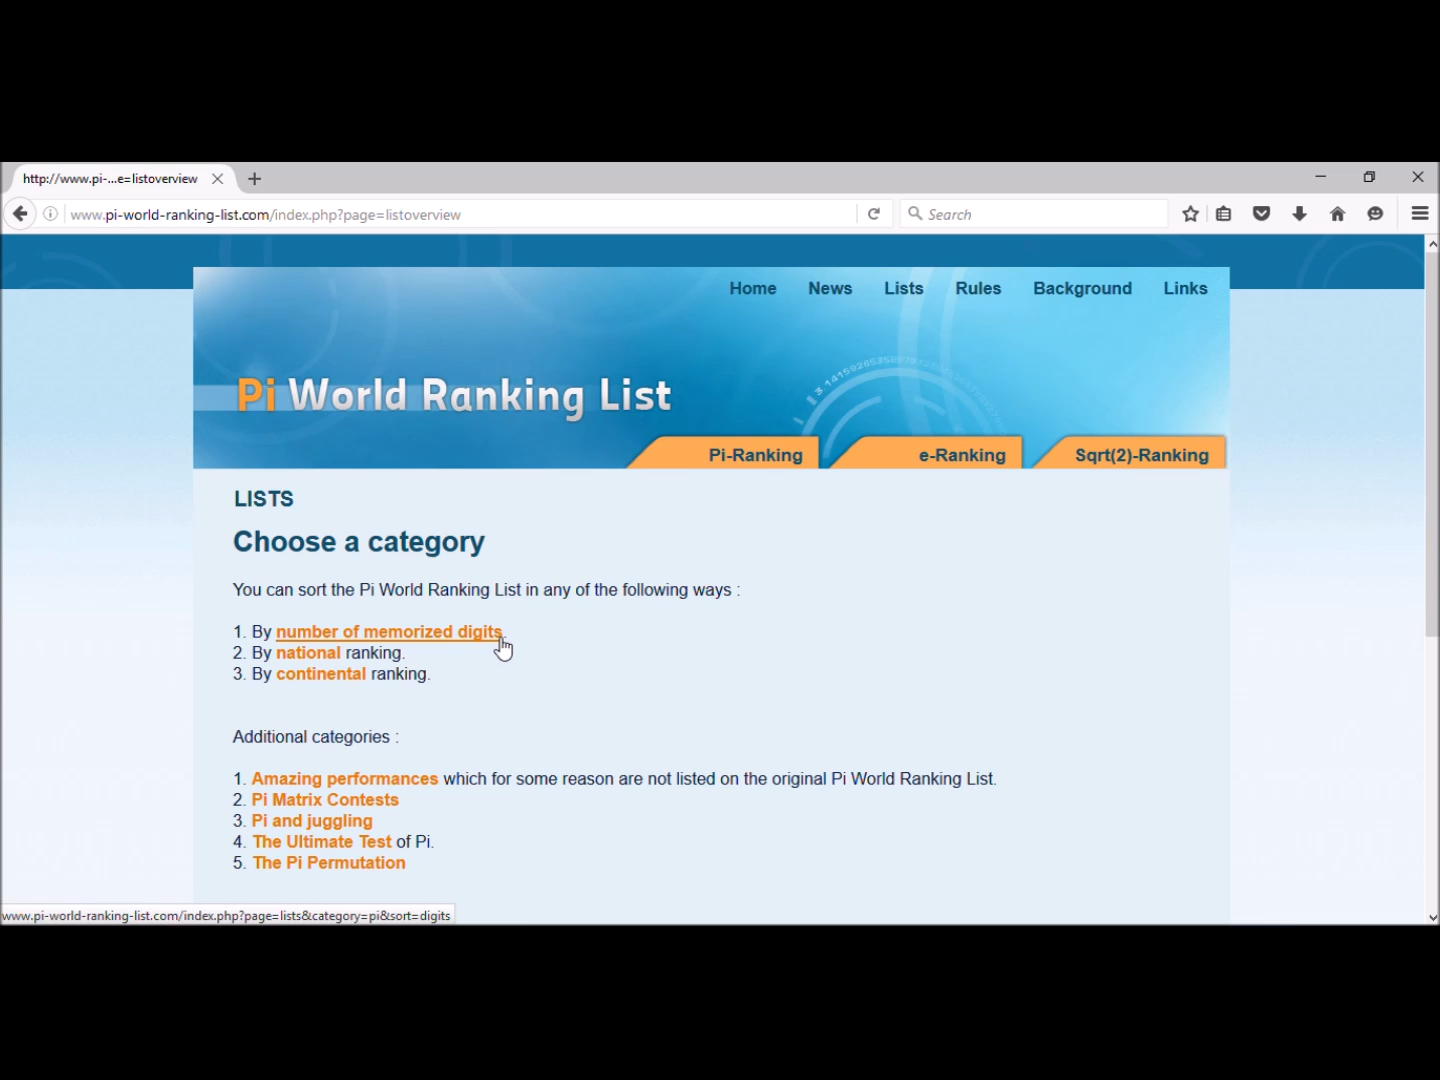 http://www.pi-...e=listoverview
www.pi-world-ranking-list.com/index.php?page=listoverview
Search
Home News Lists Rules Background Links
Pi World Ranking List
Pi-Ranking e-Ranking Sqrt(2)-Ranking
LISTS
Choose a category
You can sort the Pi World Ranking List in any of the following ways :
1. By number of memorized digits.
2. By national ranking.
3. By continental ranking.
Additional categories :
1. Amazing performances which for some reason are not listed on the original Pi World Ranking List.
2. Pi Matrix Contests
3. Pi and juggling
4. The Ultimate Test of Pi.
5. The Pi Permutation
www.pi-world-ranking-list.com/index.php?page=lists&category=pi&sort=digits